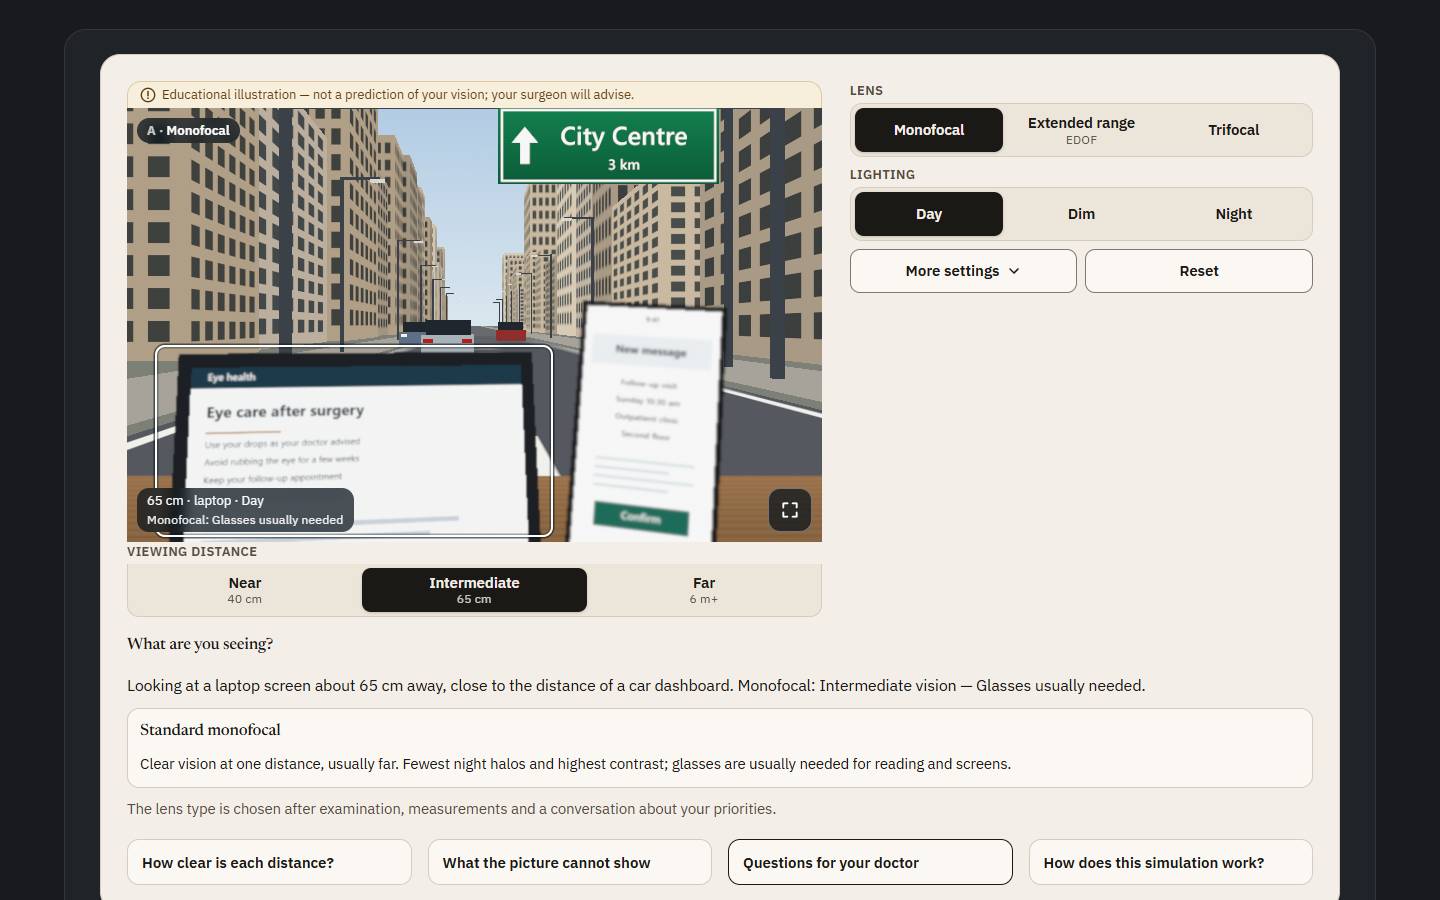 Educational illustration — not a prediction of your vision; your surgeon will advise.
A · Monofocal
City Centre
3 km
Eye health
Eye care after surgery
Use your drops as your doctor advised
Avoid rubbing the eye for a few weeks
Keep your follow-up appointment
New message
Follow-up visit
Sunday 10:30 am
Outpatient clinic
Second floor
Confirm
65 cm · laptop · Day
Monofocal: Glasses usually needed
VIEWING DISTANCE
Near
40 cm
Intermediate
65 cm
Far
6 m+
LENS
Monofocal
Extended range
EDOF
Trifocal
LIGHTING
Day
Dim
Night
More settings
Reset
What are you seeing?
Looking at a laptop screen about 65 cm away, close to the distance of a car dashboard. Monofocal: Intermediate vision — Glasses usually needed.
Standard monofocal
Clear vision at one distance, usually far. Fewest night halos and highest contrast; glasses are usually needed for reading and screens.
The lens type is chosen after examination, measurements and a conversation about your priorities.
How clear is each distance?
What the picture cannot show
Questions for your doctor
How does this simulation work?